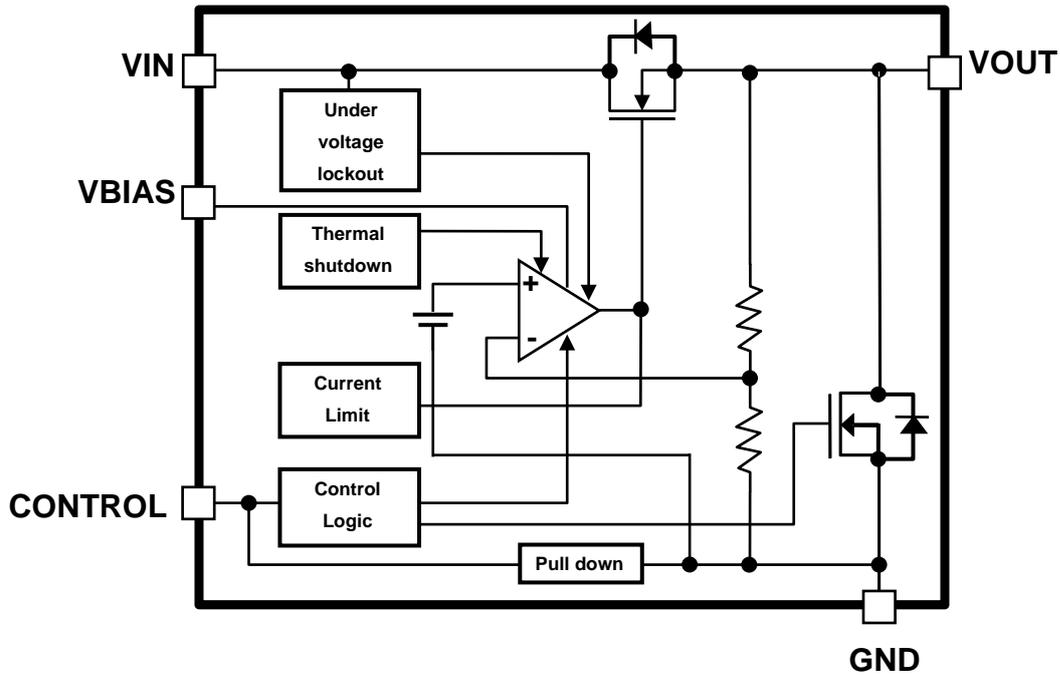 VIN
VOUT
Under
voltage
lockout
VBIAS
Thermal
shutdown
+
-
Current
Limit
CONTROL
Control
Logic
Pull down
GND